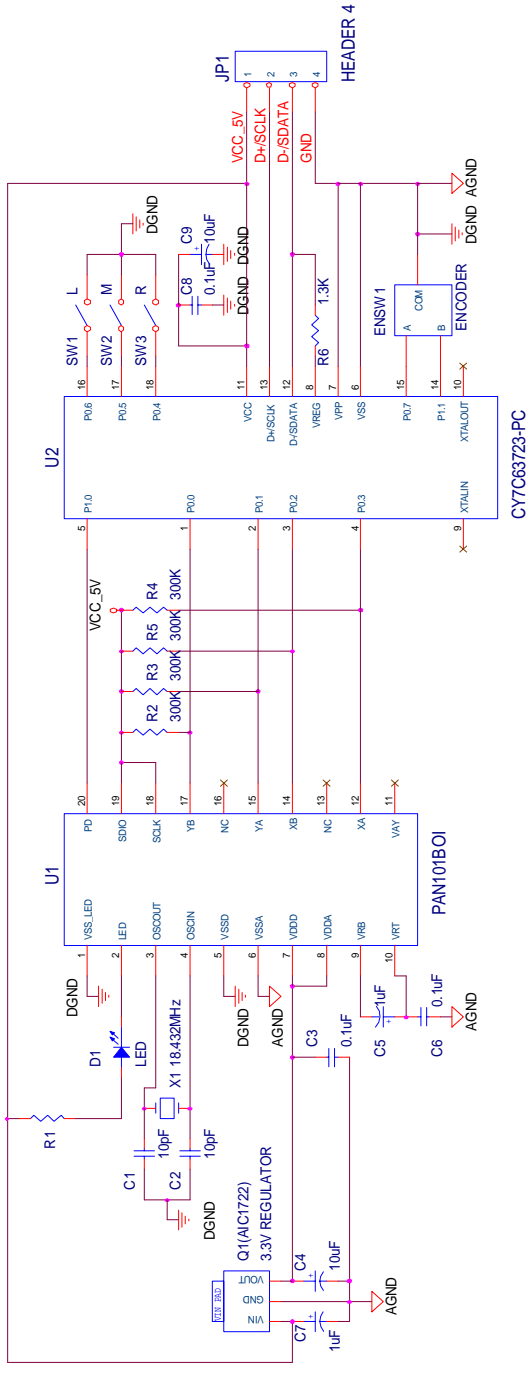 JP1
1
2
3
4
HEADER 4
VCC_5V
D+/SCLK
D-/SDATA
GND
AGND
DGND
DGND
L
SW1
M
SW2
R
SW3
C9
10uF
DGND
C8
0.1uF
DGND
1.3K
R6
ENSW1
A
COM
B
ENCODER
U2
16
P0.6
17
P0.5
18
P0.4
11
VCC
13
D+/SCLK
12
D-/SDATA
8
VREG
7
VPP
6
VSS
15
P0.7
14
P1.1
10
XTALOUT
5
P1.0
1
P0.0
2
P0.1
3
P0.2
4
P0.3
9
XTALIN
CY7C63723-PC
VCC_5V
R4
300K
R5
300K
R3
300K
R2
300K
U1
20
PD
19
SDIO
18
SCLK
17
YB
16
NC
15
YA
14
XB
13
NC
12
XA
11
VAY
1
VSS_LED
2
LED
3
OSCOUT
4
OSCIN
5
VSSD
6
VSSA
7
VDDD
8
VDDA
9
VRB
10
VRT
PAN101BOI
DGND
D1
LED
R1
X1 18.432MHz
C1
10pF
C2
10pF
DGND
DGND
AGND
C3
0.1uF
C5
1uF
C6
0.1uF
AGND
Q1(AIC1722)
3.3V REGULATOR
VIN PAD
VOUT
GND
VIN
C4
10uF
C7
1uF
AGND